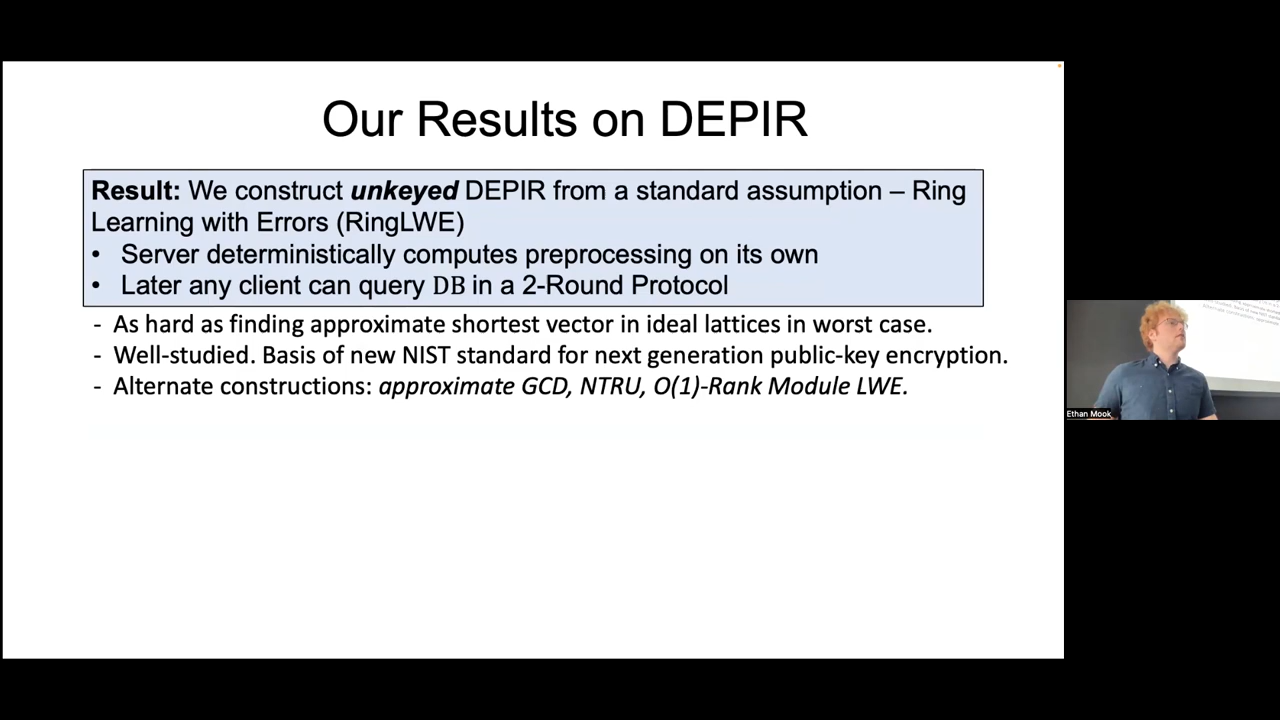 Our Results on DEPIR
Result: We construct unkeyed DEPIR from a standard assumption – Ring
Learning with Errors (RingLWE)
• Server deterministically computes preprocessing on its own
• Later any client can query DB in a 2-Round Protocol
- As hard as finding approximate shortest vector in ideal lattices in worst case.
- Well-studied. Basis of new NIST standard for next generation public-key encryption.
- Alternate constructions: approximate GCD, NTRU, O(1)-Rank Module LWE.
Ethan Mook